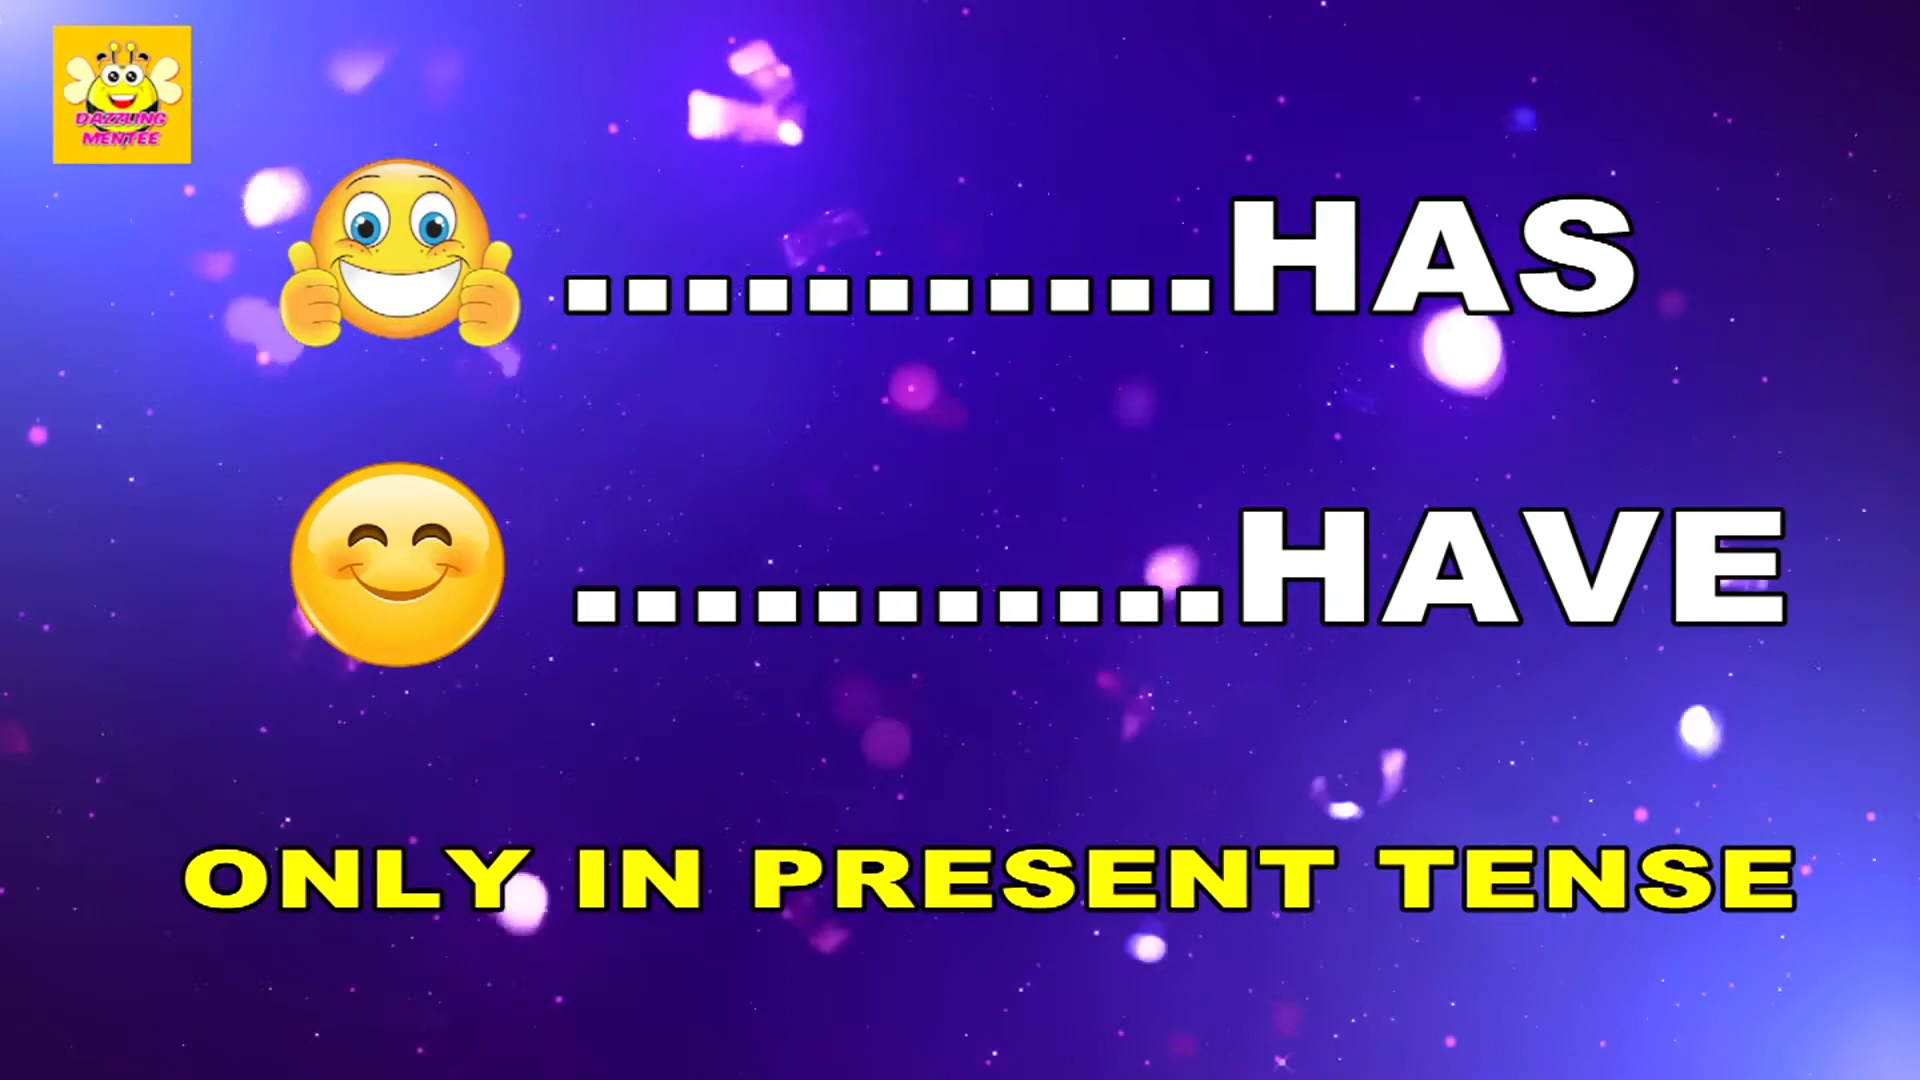 DAZZLING
MENTEE
...........HAS
...........HAVE
ONLY IN PRESENT TENSE